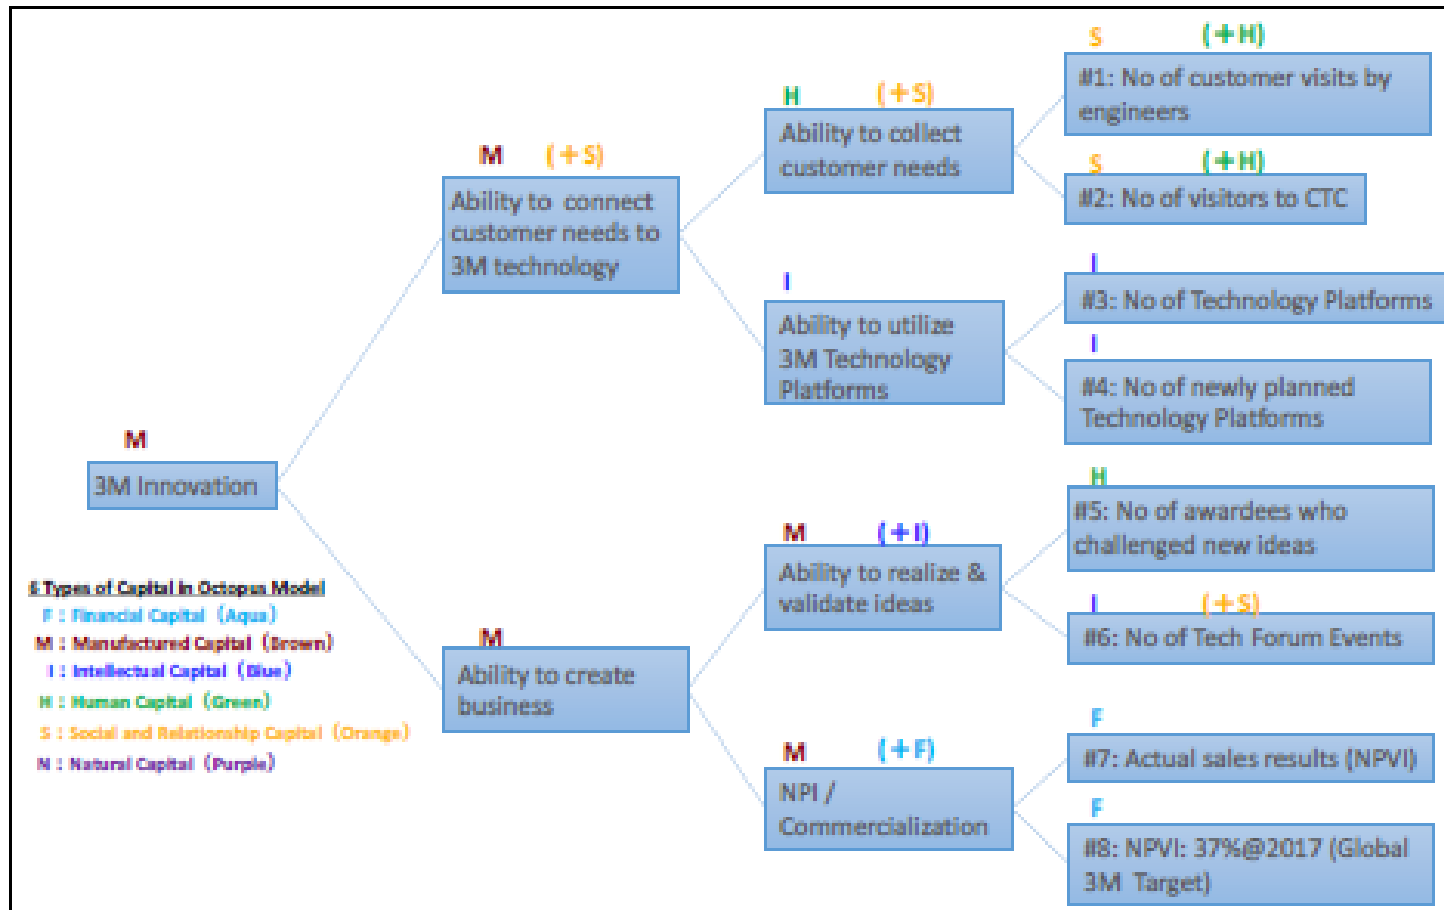 S (+H)
#1: No of customer visits by
engineers
H (+S)
Ability to collect
customer needs
S (+H)
#2: No of visitors to CTC
M (+S)
Ability to connect
customer needs to
3M technology
I
#3: No of Technology Platforms
I
Ability to utilize
3M Technology
Platforms
I
#4: No of newly planned
Technology Platforms
M
3M Innovation
H
#5: No of awardees who
challenged new ideas
M (+I)
Ability to realize &
validate ideas
I (+S)
#6: No of Tech Forum Events
M
Ability to create
business
F
#7: Actual sales results (NPVI)
M (+F)
NPI /
Commercialization
F
#8: NPVI: 37%@2017 (Global
3M Target)
6 Types of Capital in Octopus Model
F : Financial Capital (Aqua)
M : Manufactured Capital (Brown)
I : Intellectual Capital (Blue)
H : Human Capital (Green)
S : Social and Relationship Capital (Orange)
N : Natural Capital (Purple)